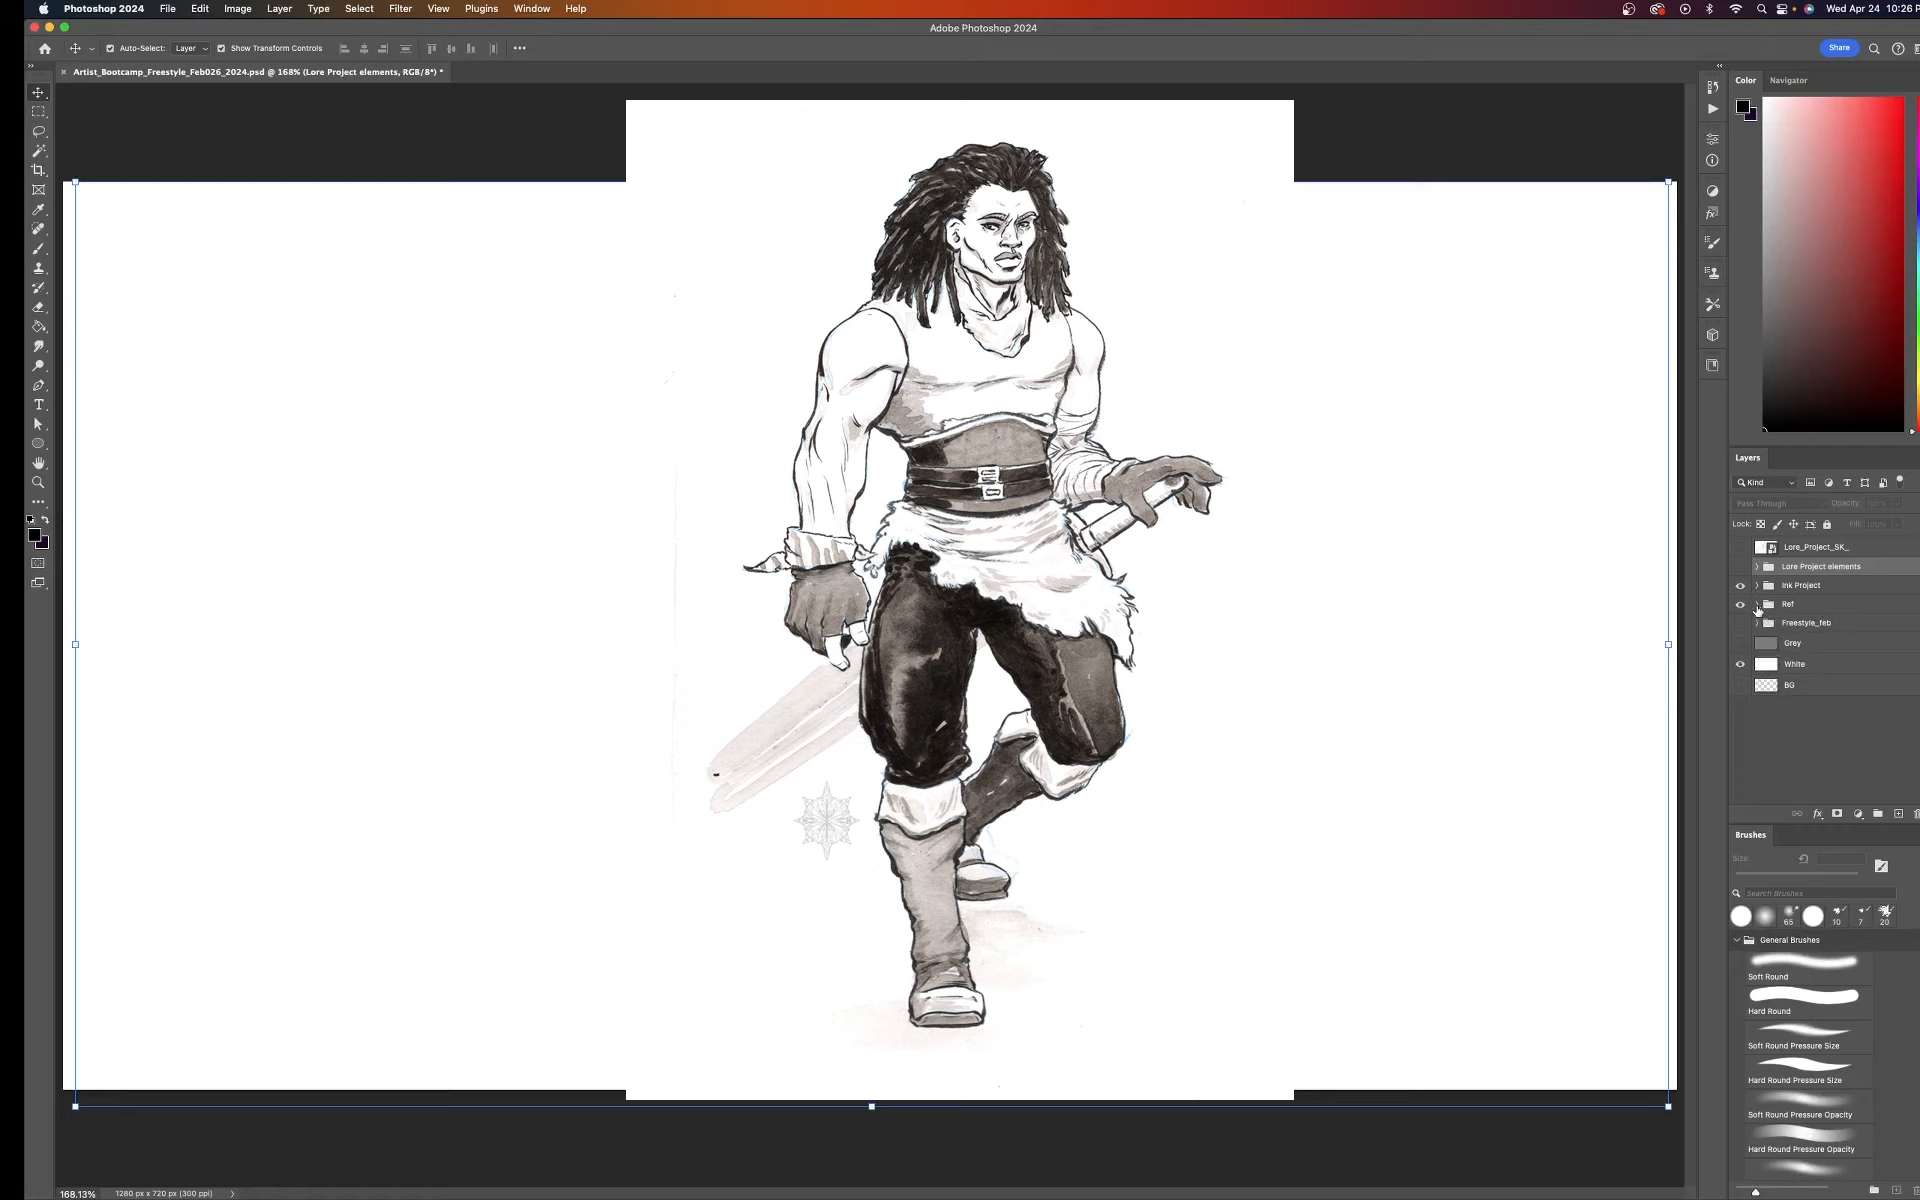 Photoshop 2024 File Edit Image Layer Type Select Filter View Plugins Window Help Wed Apr 24 10:26
Adobe Photoshop 2024
Auto-Select: Layer Show Transform Controls Share
Artist_Bootcamp_Freestyle_Feb026_2024.psd @ 168% (Lore Project elements, RGB/8*) *
Color Navigator
Layers
Kind
Pass Through Opacity: 100%
Lock: Fill: 100%
Lore_Project_SK_
Lore Project elements
Ink Project
Ref
Freestyle_feb
Grey
White
BG
Brushes
Size:
Search Brushes
65 10 7 20
General Brushes
Soft Round
Hard Round
Soft Round Pressure Size
Hard Round Pressure Size
Soft Round Pressure Opacity
Hard Round Pressure Opacity
168.13% 1280 px x 720 px (300 ppi)